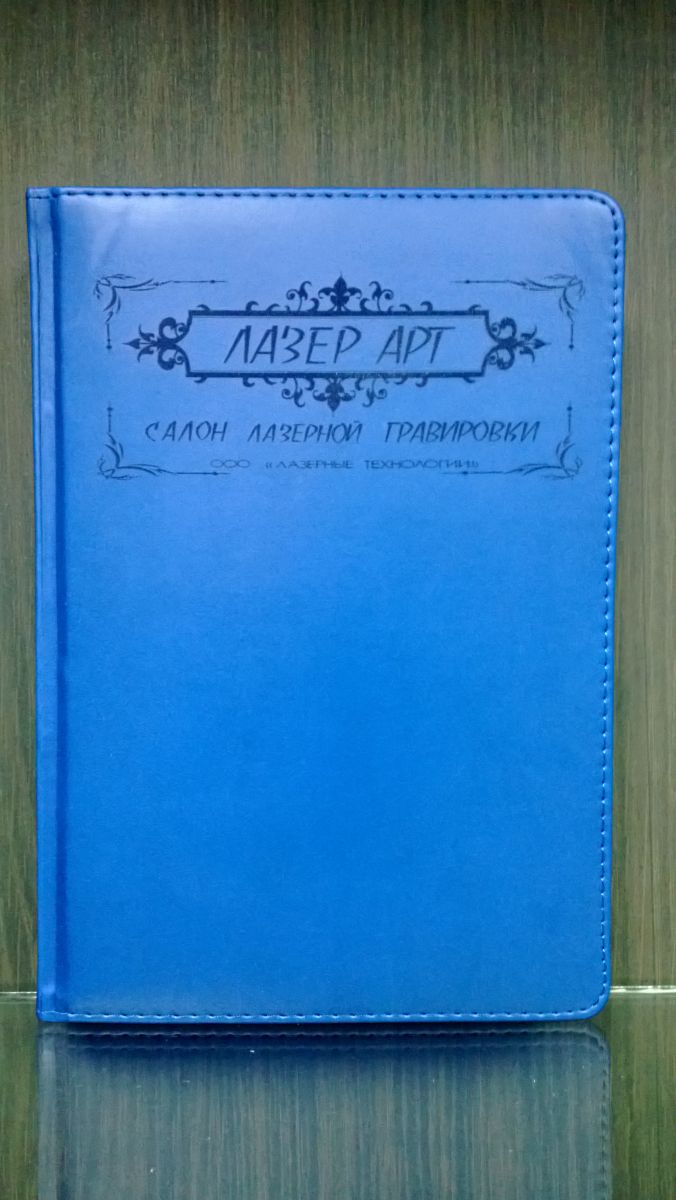 ЛАЗЕР АРТ
САЛОН ЛАЗЕРНОЙ ГРАВИРОВКИ
ООО «ЛАЗЕРНЫЕ ТЕХНОЛОГИИ»